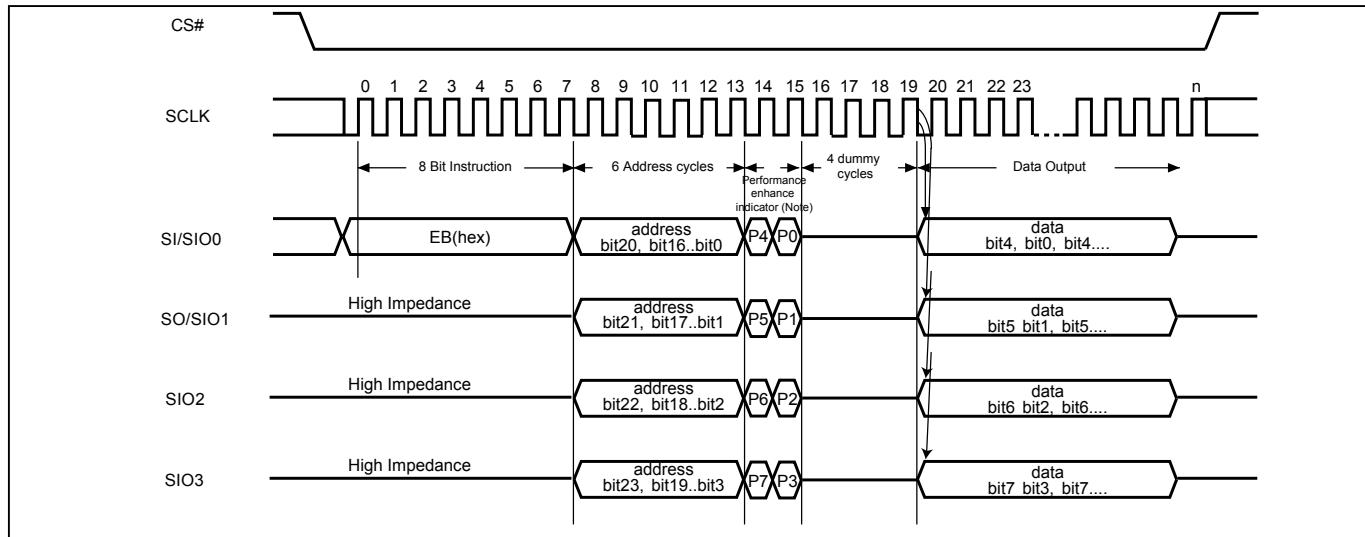 CS#
0 1 2 3 4 5 6 7 8 9 10 11 12 13 14 15 16 17 18 19 20 21 22 23 n
SCLK
8 Bit Instruction
6 Address cycles
Performance
enhance
indicator (Note)
4 dummy
cycles
Data Output
SI/SIO0
EB(hex)
address
bit20, bit16..bit0
P4 P0
data
bit4, bit0, bit4....
SO/SIO1
High Impedance
address
bit21, bit17..bit1
P5 P1
data
bit5 bit1, bit5....
SIO2
High Impedance
address
bit22, bit18..bit2
P6 P2
data
bit6 bit2, bit6....
SIO3
High Impedance
address
bit23, bit19..bit3
P7 P3
data
bit7 bit3, bit7....